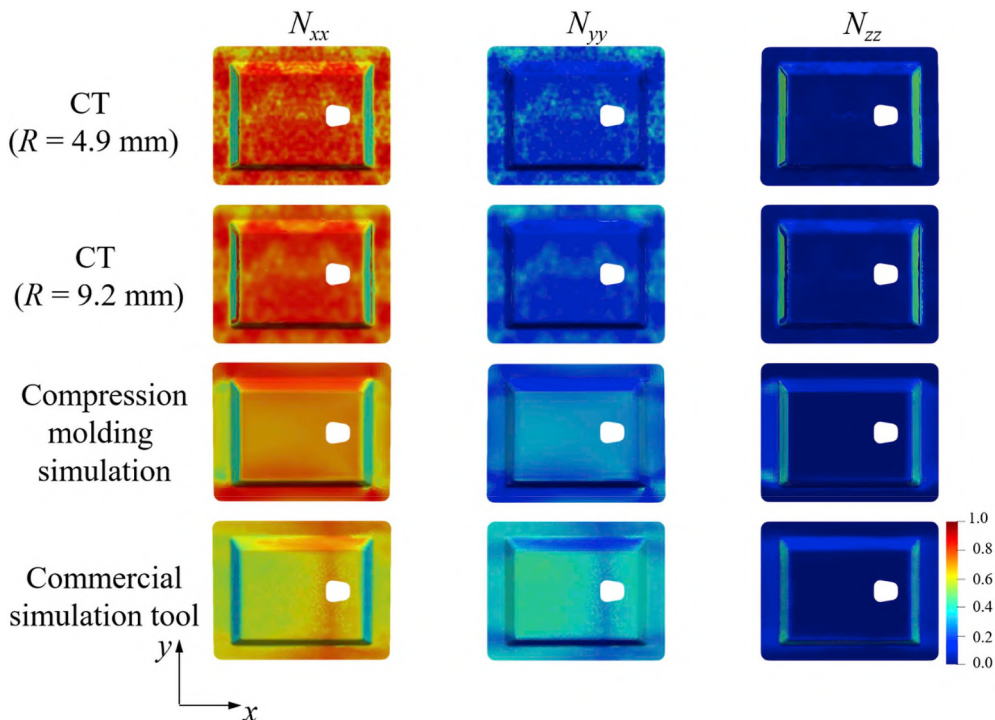 N_xx N_yy N_zz
CT
(R = 4.9 mm)
CT
(R = 9.2 mm)
Compression
molding
simulation
1.0
0.8
0.6
0.4
0.2
0.0
Commercial
simulation tool
y
x